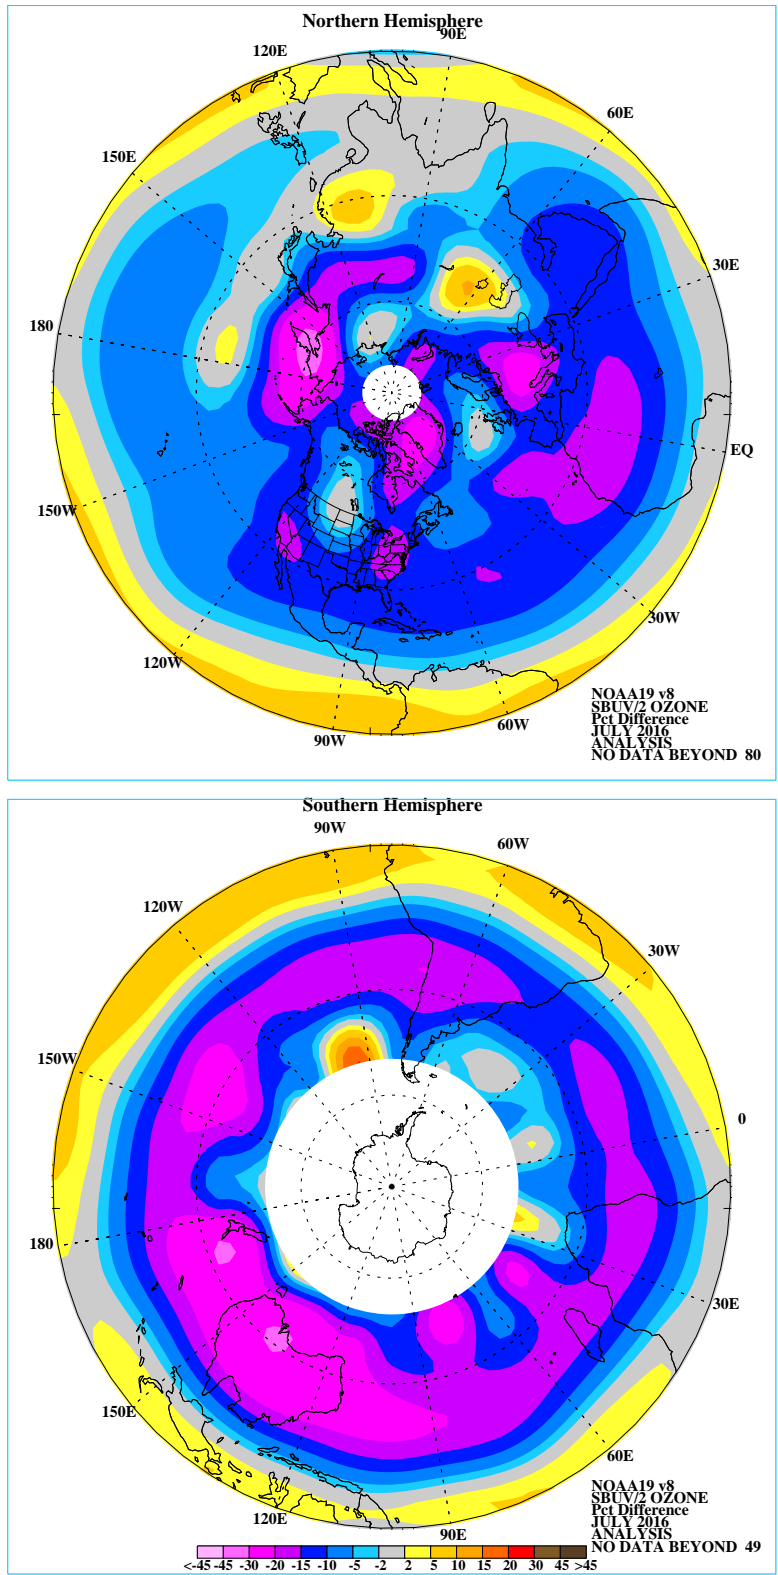 Northern Hemisphere
90E
120E
60E
150E
30E
180
EQ
150W
30W
120W
60W
90W
NOAA19 v8
SBUV/2 OZONE
Pct Difference
JULY 2016
ANALYSIS
NO DATA BEYOND 80
Southern Hemisphere
90W
60W
120W
30W
150W
0
180
30E
150E
60E
120E
90E
NOAA19 v8
SBUV/2 OZONE
Pct Difference
JULY 2016
ANALYSIS
NO DATA BEYOND 49
<-45 -45 -30 -20 -15 -10 -5 -2 2 5 10 15 20 30 45 >45